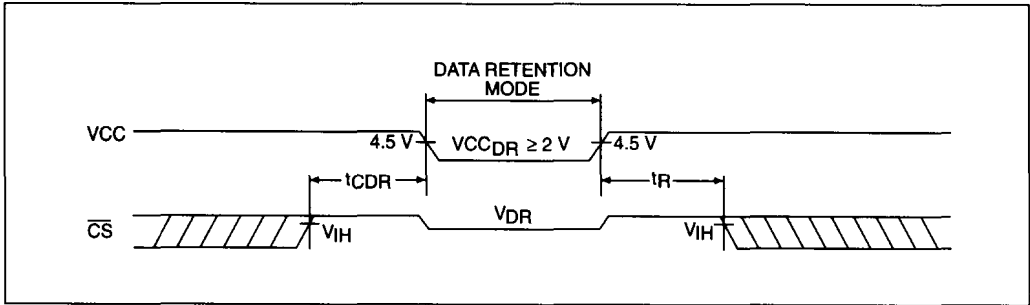 DATA RETENTION
MODE
VCC
4.5 V
VCCDR ≥ 2 V
4.5 V
tCDR
tR
CS
VIH
VDR
VIH